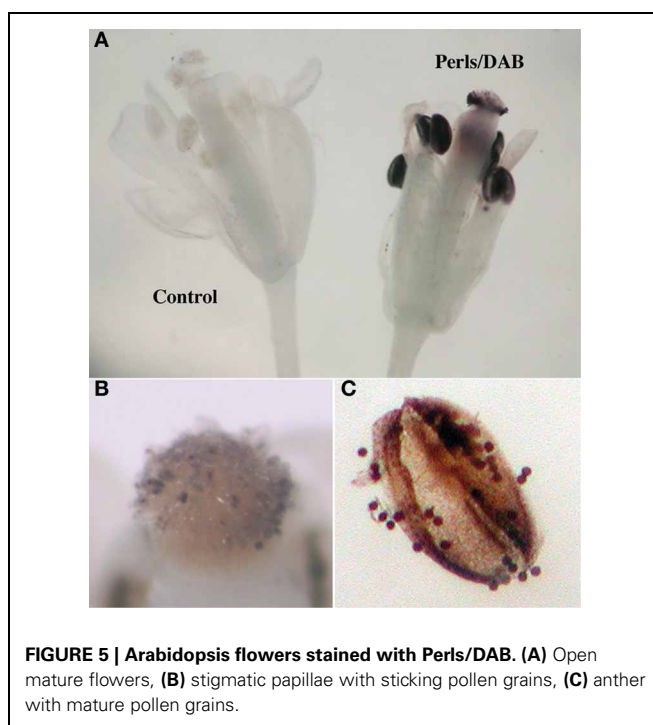 A
Perls/DAB
Control
B
C
FIGURE 5 | Arabidopsis flowers stained with Perls/DAB. (A) Open
mature flowers, (B) stigmatic papillae with sticking pollen grains, (C) anther
with mature pollen grains.